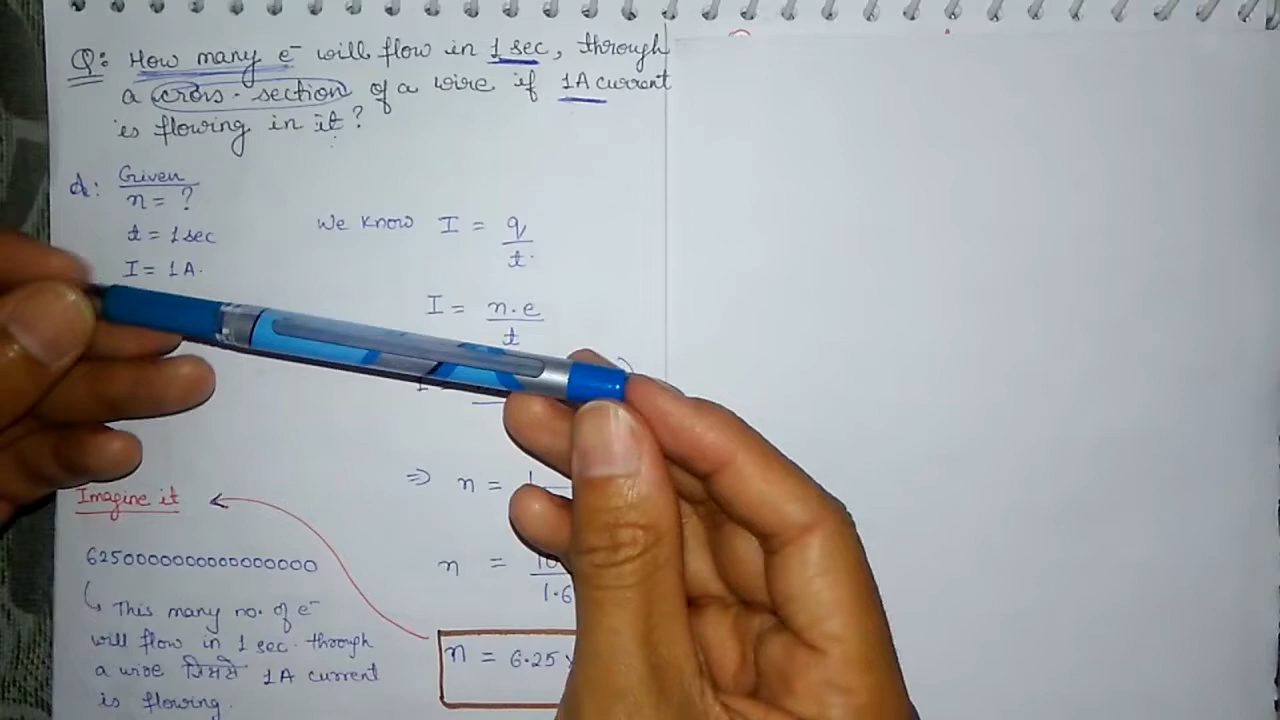 Q: How many e⁻ will flow in 1 sec, through
a cross-section of a wire if 1A current
is flowing in it?
Given
n = ?
t = 1 sec
I = 1A.
We know I = q/t
I = n.e/t
⇒ n =
n =
1.6
n = 6.25
Imagine it
6250000000000000000
This many no. of e⁻
will flow in 1 sec. through
a wire जिसमे 1A current
is flowing.